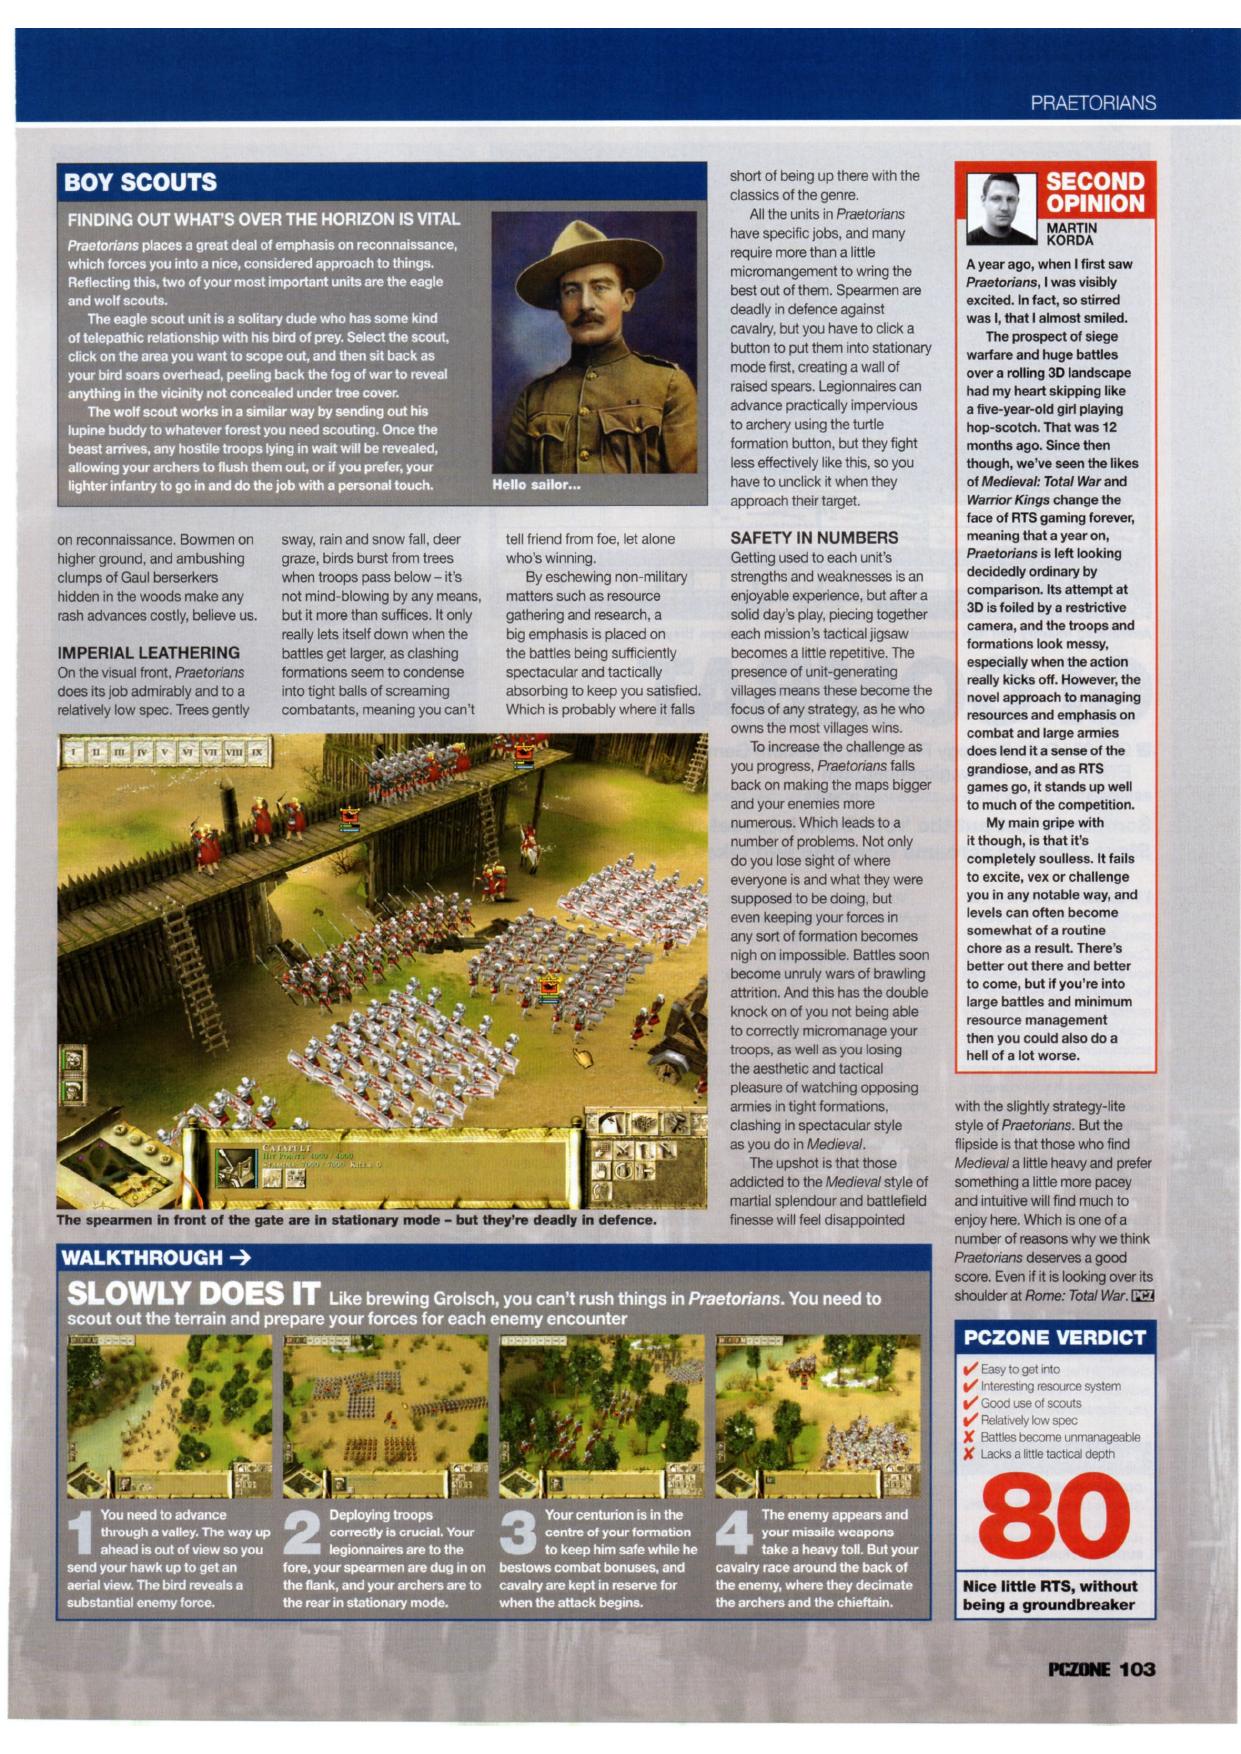 PRAETORIANS
BOY SCOUTS
FINDING OUT WHAT'S OVER THE HORIZON IS VITAL
Praetorians places a great deal of emphasis on reconnaissance,
which forces you into a nice, considered approach to things.
Reflecting this, two of your most important units are the eagle
and wolf scouts.
The eagle scout unit is a solitary dude who has some kind
of telepathic relationship with his bird of prey. Select the scout,
click on the area you want to scope out, and then sit back as
your bird soars overhead, peeling back the fog of war to reveal
anything in the vicinity not concealed under tree cover.
The wolf scout works in a similar way by sending out his
lupine buddy to whatever forest you need scouting. Once the
beast arrives, any hostile troops lying in wait will be revealed,
allowing your archers to flush them out, or if you prefer, your
lighter infantry to go in and do the job with a personal touch.
Hello sailor...
on reconnaissance. Bowmen on
higher ground, and ambushing
clumps of Gaul berserkers
hidden in the woods make any
rash advances costly, believe us.
IMPERIAL LEATHERING
On the visual front, Praetorians
does its job admirably and to a
relatively low spec. Trees gently
sway, rain and snow fall, deer
graze, birds burst from trees
when troops pass below – it's
not mind-blowing by any means,
but it more than suffices. It only
really lets itself down when the
battles get larger, as clashing
formations seem to condense
into tight balls of screaming
combatants, meaning you can't
tell friend from foe, let alone
who's winning.
By eschewing non-military
matters such as resource
gathering and research, a
big emphasis is placed on
the battles being sufficiently
spectacular and tactically
absorbing to keep you satisfied.
Which is probably where it falls
short of being up there with the
classics of the genre.
All the units in Praetorians
have specific jobs, and many
require more than a little
micromangement to wring the
best out of them. Spearmen are
deadly in defence against
cavalry, but you have to click a
button to put them into stationary
mode first, creating a wall of
raised spears. Legionnaires can
advance practically impervious
to archery using the turtle
formation button, but they fight
less effectively like this, so you
have to unclick it when they
approach their target.
SAFETY IN NUMBERS
Getting used to each unit's
strengths and weaknesses is an
enjoyable experience, but after a
solid day's play, piecing together
each mission's tactical jigsaw
becomes a little repetitive. The
presence of unit-generating
villages means these become the
focus of any strategy, as he who
owns the most villages wins.
To increase the challenge as
you progress, Praetorians falls
back on making the maps bigger
and your enemies more
numerous. Which leads to a
number of problems. Not only
do you lose sight of where
everyone is and what they were
supposed to be doing, but
even keeping your forces in
any sort of formation becomes
nigh on impossible. Battles soon
become unruly wars of brawling
attrition. And this has the double
knock on of you not being able
to correctly micromanage your
troops, as well as you losing
the aesthetic and tactical
pleasure of watching opposing
armies in tight formations,
clashing in spectacular style
as you do in Medieval.
The upshot is that those
addicted to the Medieval style of
martial splendour and battlefield
finesse will feel disappointed
with the slightly strategy-lite
style of Praetorians. But the
flipside is that those who find
Medieval a little heavy and prefer
something a little more pacey
and intuitive will find much to
enjoy here. Which is one of a
number of reasons why we think
Praetorians deserves a good
score. Even if it is looking over its
shoulder at Rome: Total War. PCZ
SECOND
OPINION
MARTIN
KORDA
A year ago, when I first saw
Praetorians, I was visibly
excited. In fact, so stirred
was I, that I almost smiled.
The prospect of siege
warfare and huge battles
over a rolling 3D landscape
had my heart skipping like
a five-year-old girl playing
hop-scotch. That was 12
months ago. Since then
though, we've seen the likes
of Medieval: Total War and
Warrior Kings change the
face of RTS gaming forever,
meaning that a year on,
Praetorians is left looking
decidedly ordinary by
comparison. Its attempt at
3D is foiled by a restrictive
camera, and the troops and
formations look messy,
especially when the action
really kicks off. However, the
novel approach to managing
resources and emphasis on
combat and large armies
does lend it a sense of the
grandiose, and as RTS
games go, it stands up well
to much of the competition.
My main gripe with
it though, is that it's
completely soulless. It fails
to excite, vex or challenge
you in any notable way, and
levels can often become
somewhat of a routine
chore as a result. There's
better out there and better
to come, but if you're into
large battles and minimum
resource management
then you could also do a
hell of a lot worse.
I II III IV V VI VII VIII IX
CATAPULT
HIT POINTS 4000 / 4000
The spearmen in front of the gate are in stationary mode – but they're deadly in defence.
WALKTHROUGH →
SLOWLY DOES IT Like brewing Grolsch, you can't rush things in Praetorians. You need to
scout out the terrain and prepare your forces for each enemy encounter
1 You need to advance
through a valley. The way up
ahead is out of view so you
send your hawk up to get an
aerial view. The bird reveals a
substantial enemy force.
2 Deploying troops
correctly is crucial. Your
legionnaires are to the
fore, your spearmen are dug in on
the flank, and your archers are to
the rear in stationary mode.
3 Your centurion is in the
centre of your formation
to keep him safe while he
bestows combat bonuses, and
cavalry are kept in reserve for
when the attack begins.
4 The enemy appears and
your missile weapons
take a heavy toll. But your
cavalry race around the back of
the enemy, where they decimate
the archers and the chieftain.
PCZONE VERDICT
✓ Easy to get into
✓ Interesting resource system
✓ Good use of scouts
✓ Relatively low spec
✗ Battles become unmanageable
✗ Lacks a little tactical depth
80
Nice little RTS, without
being a groundbreaker
PCZONE 103